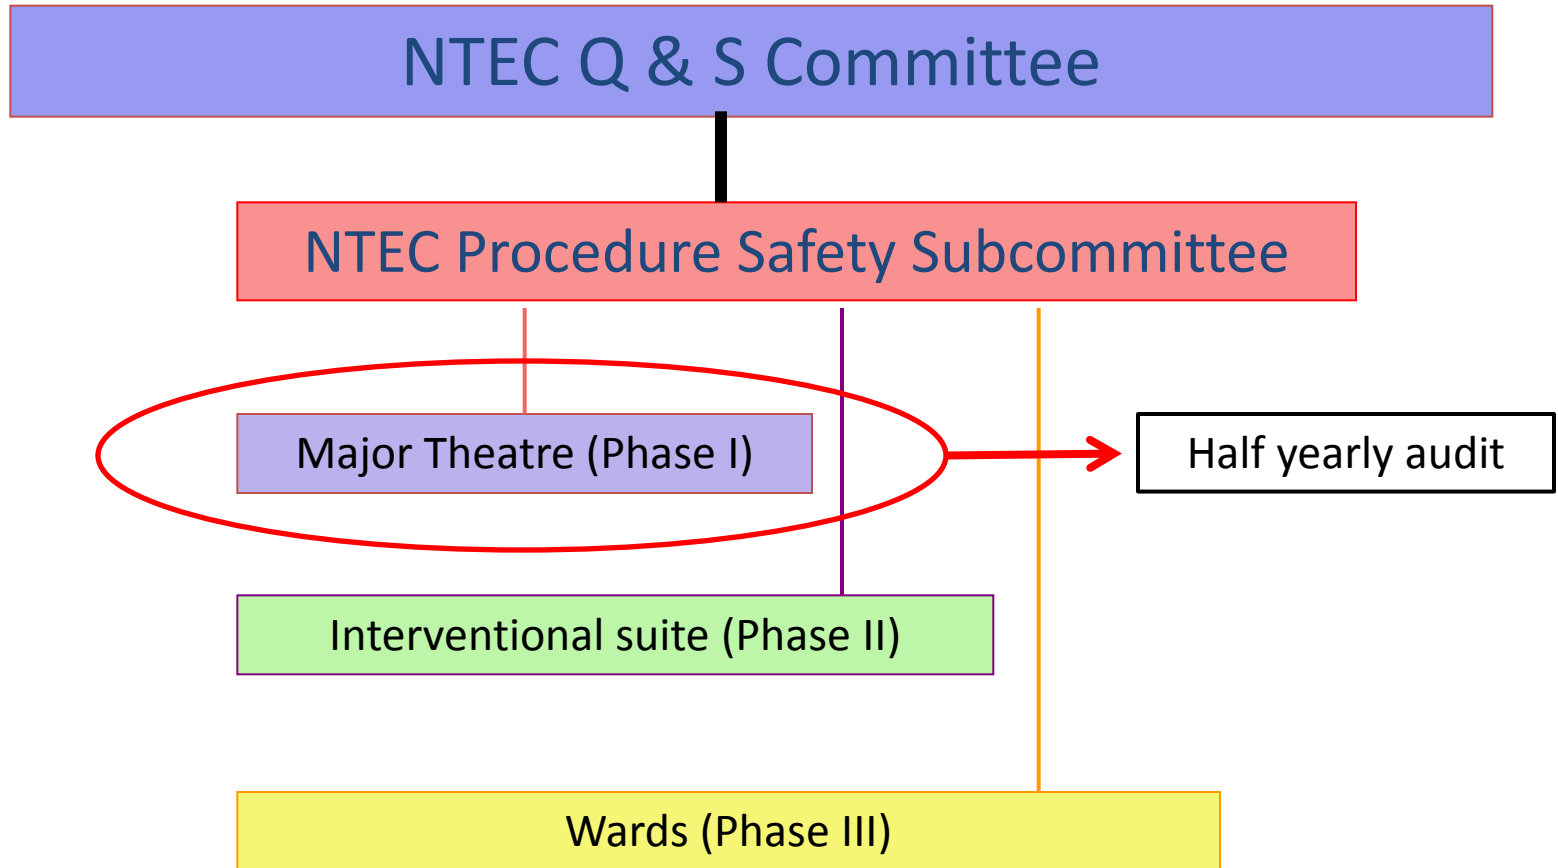 NTEC Q & S Committee
NTEC Procedure Safety Subcommittee
Major Theatre (Phase I)
Half yearly audit
Interventional suite (Phase II)
Wards (Phase III)